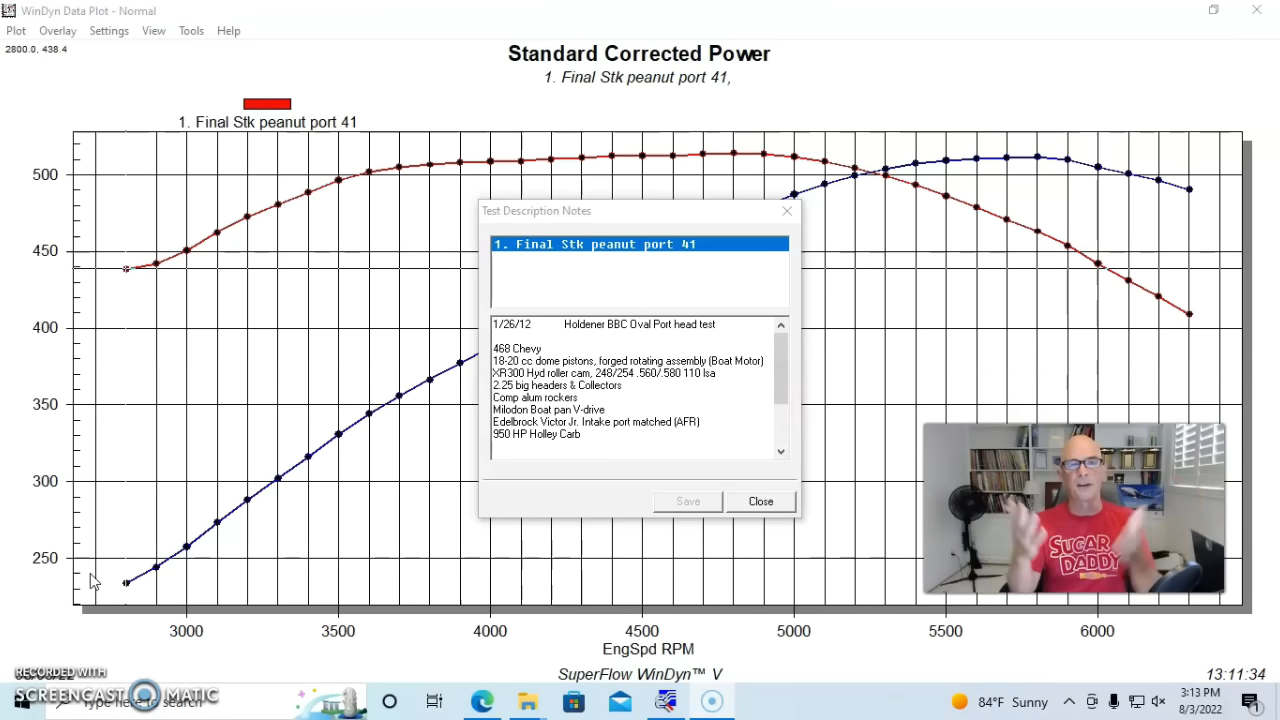 WinDyn Data Plot - Normal
Plot Overlay Settings View Tools Help
2800.0, 438.4
Standard Corrected Power
1. Final Stk peanut port 41,
1. Final Stk peanut port 41
500
450
400
350
300
250
Test Description Notes
1. Final Stk peanut port 41
1/26/12 Holdener BBC Oval Port head test
468 Chevy
18-20 cc dome pistons, forged rotating assembly (Boat Motor)
XR300 Hyd roller cam, 248/254 .560/.580 110 lsa
2.25 big headers & Collectors
Comp alum rockers
Milodon Boat pan V-drive
Edelbrock Victor Jr. Intake port matched (AFR)
950 HP Holley Carb
Save Close
SUGAR
DADDY
3000 3500 4000 4500 5000 5500 6000
EngSpd RPM
SuperFlow WinDyn™ V
13:11:34
RECORDED WITH
SCREENCAST MATIC
Type here to search
84°F Sunny
3:13 PM
8/3/2022
1